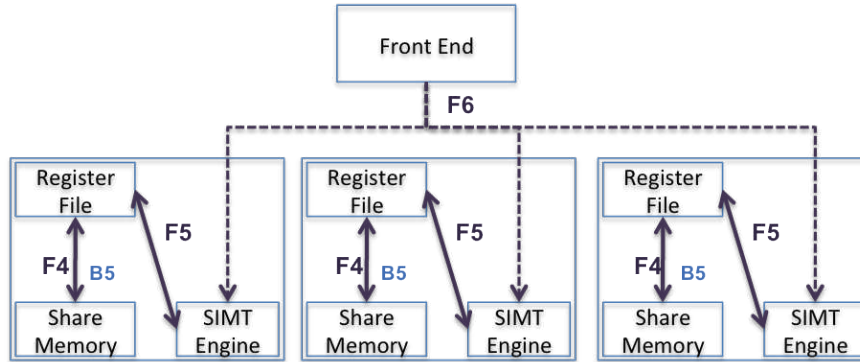 Front End
F6
Register
File
F5
F4
B5
Share
Memory
SIMT
Engine
Register
File
F5
F4
B5
Share
Memory
SIMT
Engine
Register
File
F5
F4
B5
Share
Memory
SIMT
Engine